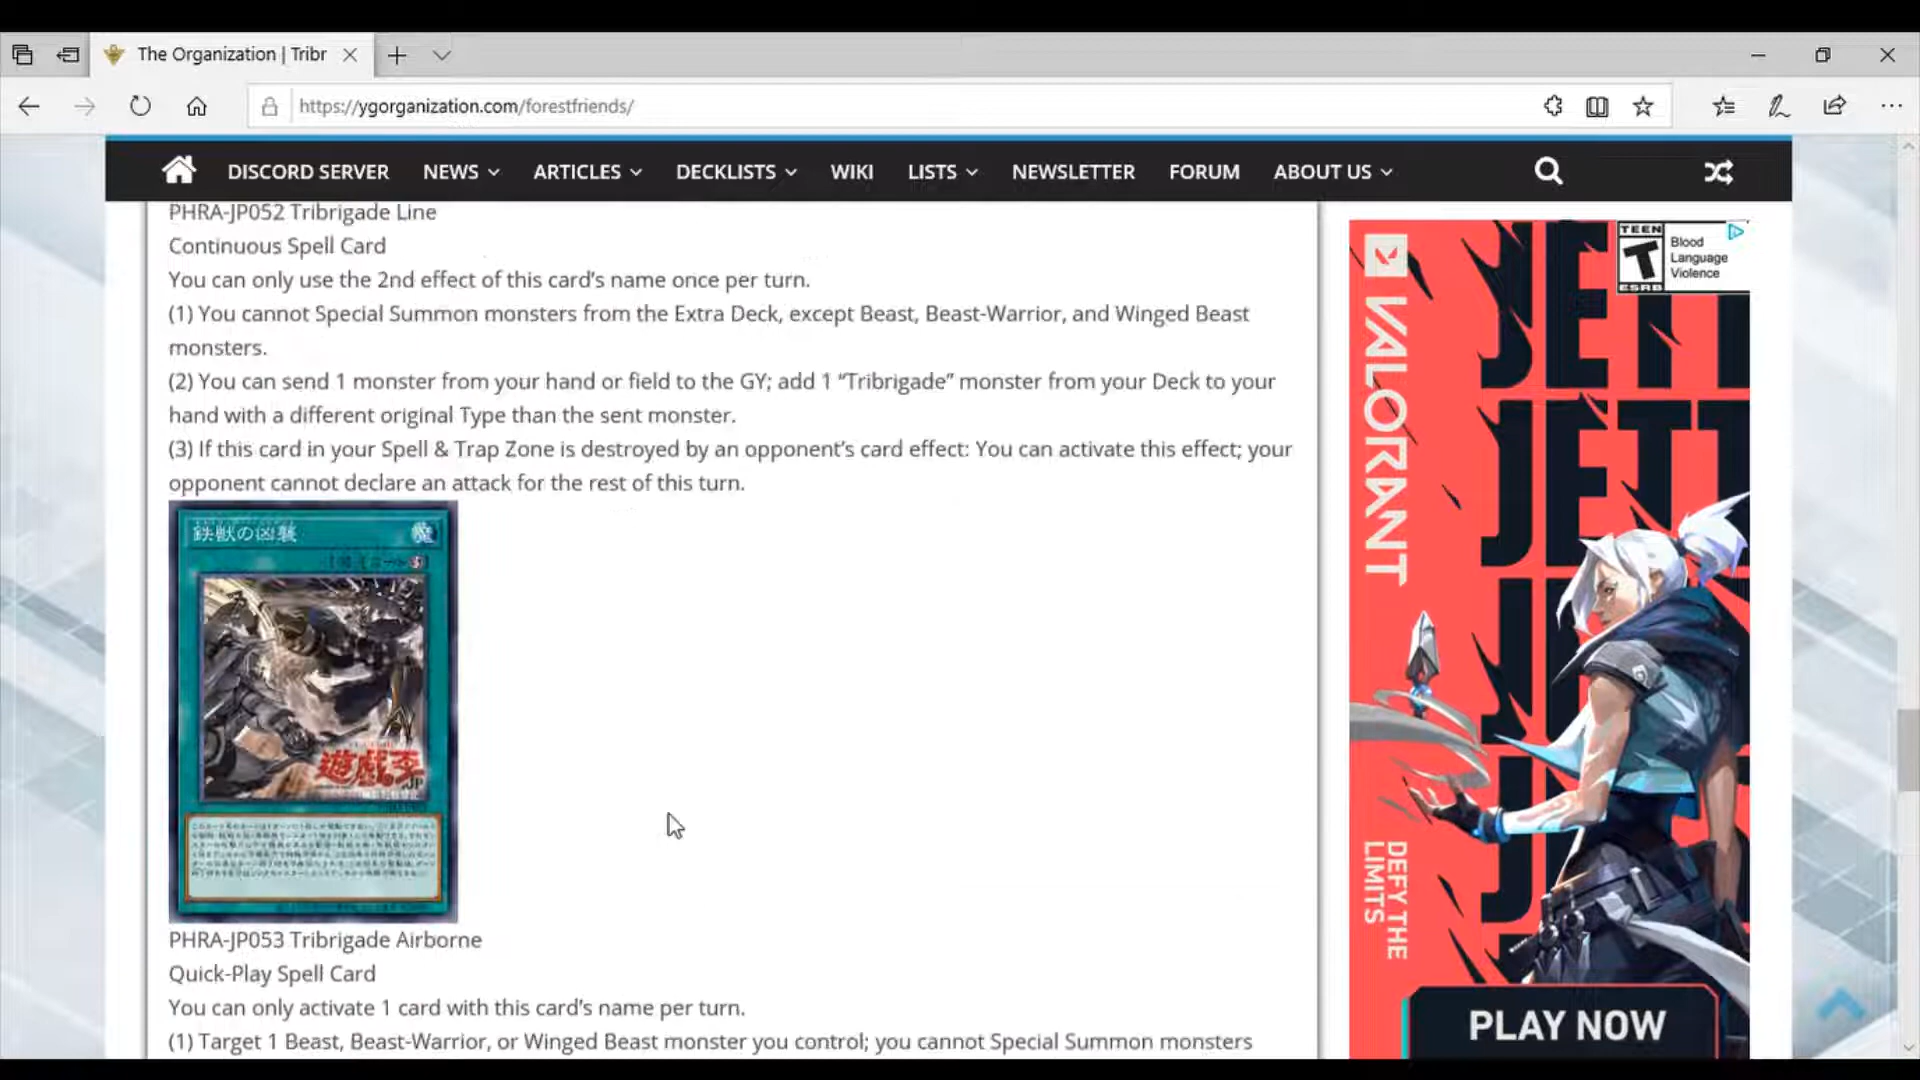 The Organization | Tribr
https://ygorganization.com/forestfriends/
DISCORD SERVER NEWS ARTICLES DECKLISTS WIKI LISTS NEWSLETTER FORUM ABOUT US
PHRA-JP052 Tribrigade Line
Continuous Spell Card
You can only use the 2nd effect of this card’s name once per turn.
(1) You cannot Special Summon monsters from the Extra Deck, except Beast, Beast-Warrior, and Winged Beast
monsters.
(2) You can send 1 monster from your hand or field to the GY; add 1 “Tribrigade” monster from your Deck to your
hand with a different original Type than the sent monster.
(3) If this card in your Spell & Trap Zone is destroyed by an opponent’s card effect: You can activate this effect; your
opponent cannot declare an attack for the rest of this turn.
鉄獣の凶襲
遊戯王
.JP
PHRA-JP053 Tribrigade Airborne
Quick-Play Spell Card
You can only activate 1 card with this card’s name per turn.
(1) Target 1 Beast, Beast-Warrior, or Winged Beast monster you control; you cannot Special Summon monsters
TEEN
T
ESRB
Blood
Language
Violence
VALORANT
JETT
JETT
DEFY THE
LIMITS
PLAY NOW